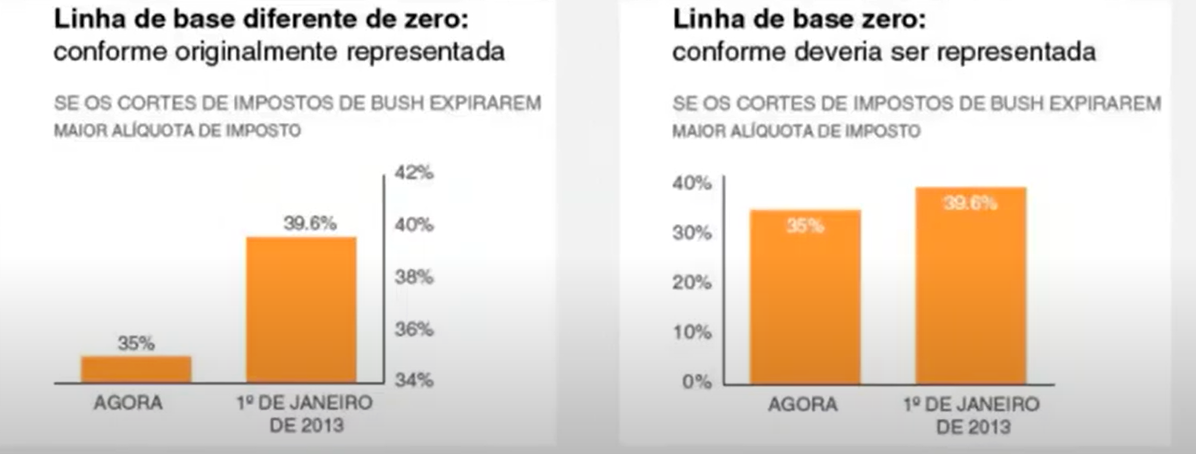 Linha de base diferente de zero:
conforme originalmente representada
SE OS CORTES DE IMPOSTOS DE BUSH EXPIRAREM
MAIOR ALÍQUOTA DE IMPOSTO
42%
40%
38%
36%
34%
39.6%
35%
AGORA
1º DE JANEIRO
DE 2013
Linha de base zero:
conforme deveria ser representada
SE OS CORTES DE IMPOSTOS DE BUSH EXPIRAREM
MAIOR ALÍQUOTA DE IMPOSTO
40%
30%
20%
10%
0%
35%
39.6%
AGORA
1º DE JANEIRO
DE 2013